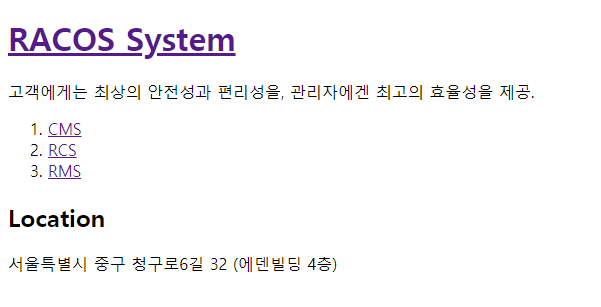 RACOS System
고객에게는 최상의 안전성과 편리성을, 관리자에겐 최고의 효율성을 제공.
1. CMS
2. RCS
3. RMS
Location
서울특별시 중구 청구로6길 32 (에덴빌딩 4층)